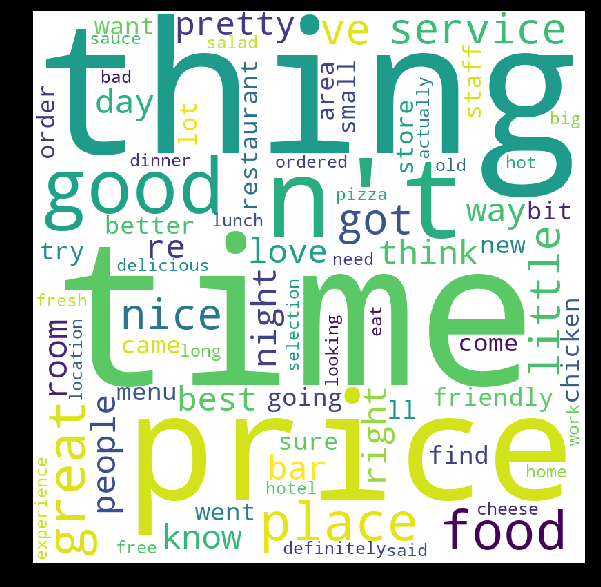 want
pretty
ve
service
sauce
salad
thing
bad
day
lot
order
restaurant
area
small
staff
store
actually
big
dinner
ordered
old
hot
good
n't
pizza
got
way
bit
better
lunch
try
re
love
need
think
new
little
delicious
fresh
time
nice
night
selection
looking
eat
come
chicken
room
location
came
long
menu
best
going
ll
right
friendly
work
great
people
price
sure
bar
find
home
hotel
experience
went
place
food
cheese
free
know
definitely
said